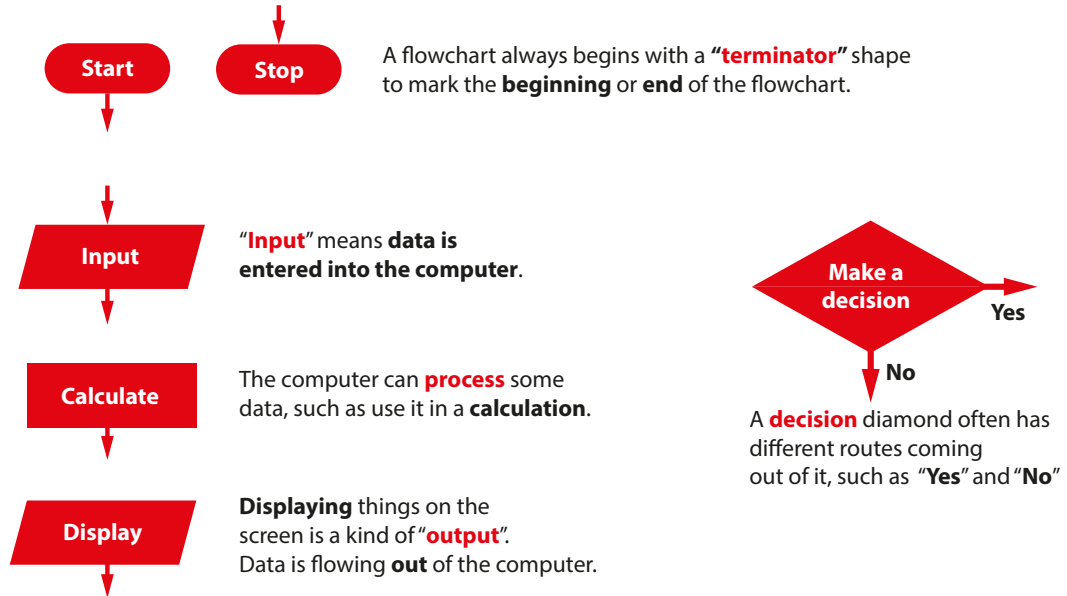 Start
Stop
A flowchart always begins with a “terminator” shape
to mark the beginning or end of the flowchart.
Input
“Input” means data is
entered into the computer.
Calculate
The computer can process some
data, such as use it in a calculation.
Display
Displaying things on the
screen is a kind of “output”.
Data is flowing out of the computer.
Make a
decision
Yes
No
A decision diamond often has
different routes coming
out of it, such as “Yes” and “No”